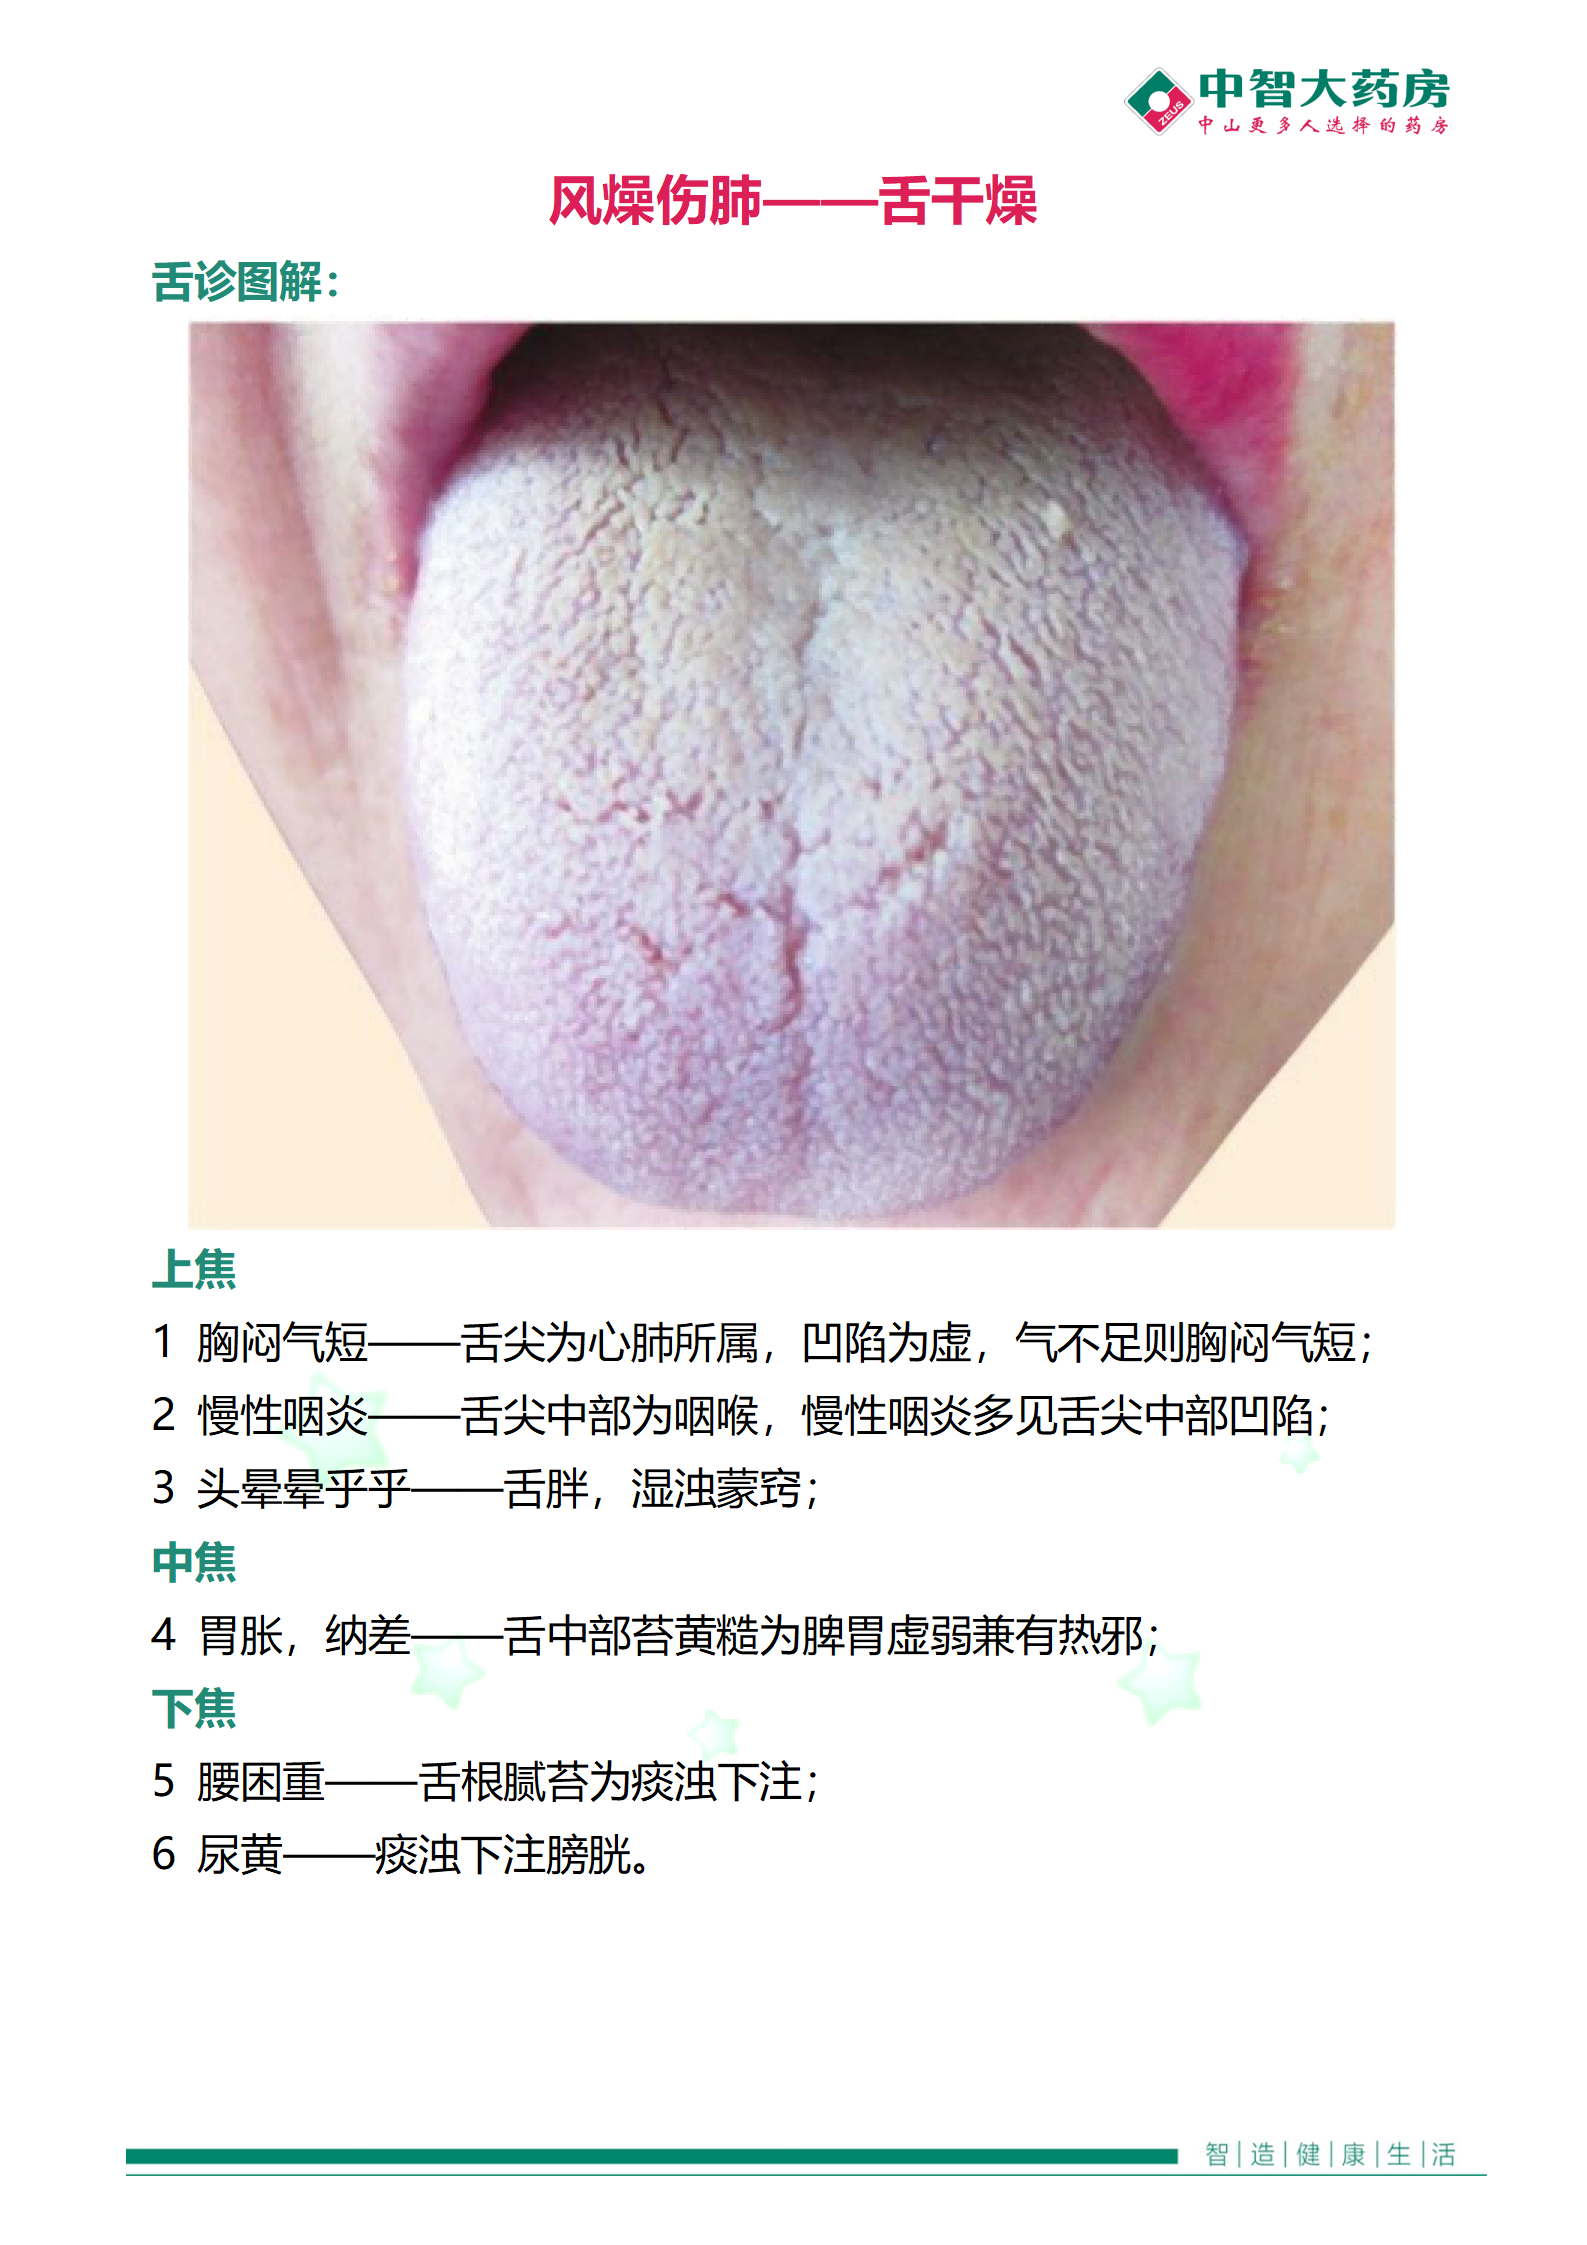 中智大药房
ZEUS
中山更多人选择的药房
风燥伤肺——舌干燥
舌诊图解：
上焦
1 胸闷气短——舌尖为心肺所属，凹陷为虚，气不足则胸闷气短；
2 慢性咽炎——舌尖中部为咽喉，慢性咽炎多见舌尖中部凹陷；
3 头晕晕乎乎——舌胖，湿浊蒙窍；
中焦
4 胃胀，纳差——舌中部苔黄糙为脾胃虚弱兼有热邪；
下焦
5 腰困重——舌根腻苔为痰浊下注；
6 尿黄——痰浊下注膀胱。
智|造|健|康|生|活